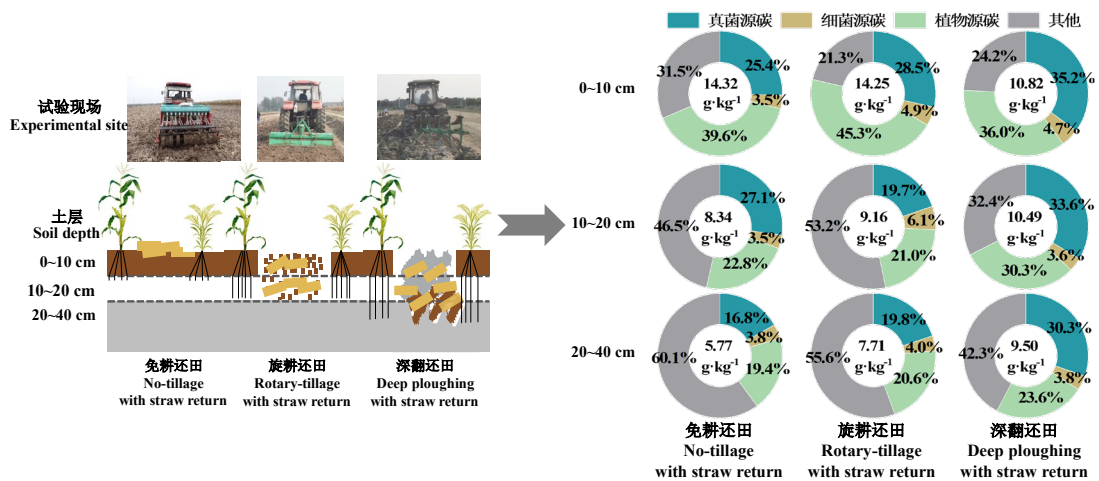 真菌源碳 细菌源碳 植物源碳 其他
试验现场
Experimental site
土层
Soil depth
0~10 cm
10~20 cm
20~40 cm
免耕还田
No-tillage
with straw return
旋耕还田
Rotary-tillage
with straw return
深翻还田
Deep ploughing
with straw return
0~10 cm
31.5% 25.4% 3.5% 39.6%
14.32
g·kg⁻¹
21.3% 28.5% 4.9% 45.3%
14.25
g·kg⁻¹
24.2% 35.2% 4.7% 36.0%
10.82
g·kg⁻¹
10~20 cm
46.5% 27.1% 3.5% 22.8%
8.34
g·kg⁻¹
53.2% 19.7% 6.1% 21.0%
9.16
g·kg⁻¹
32.4% 33.6% 3.6% 30.3%
10.49
g·kg⁻¹
20~40 cm
60.1% 16.8% 3.8% 19.4%
5.77
g·kg⁻¹
55.6% 19.8% 4.0% 20.6%
7.71
g·kg⁻¹
42.3% 30.3% 3.8% 23.6%
9.50
g·kg⁻¹
免耕还田
No-tillage
with straw return
旋耕还田
Rotary-tillage
with straw return
深翻还田
Deep ploughing
with straw return